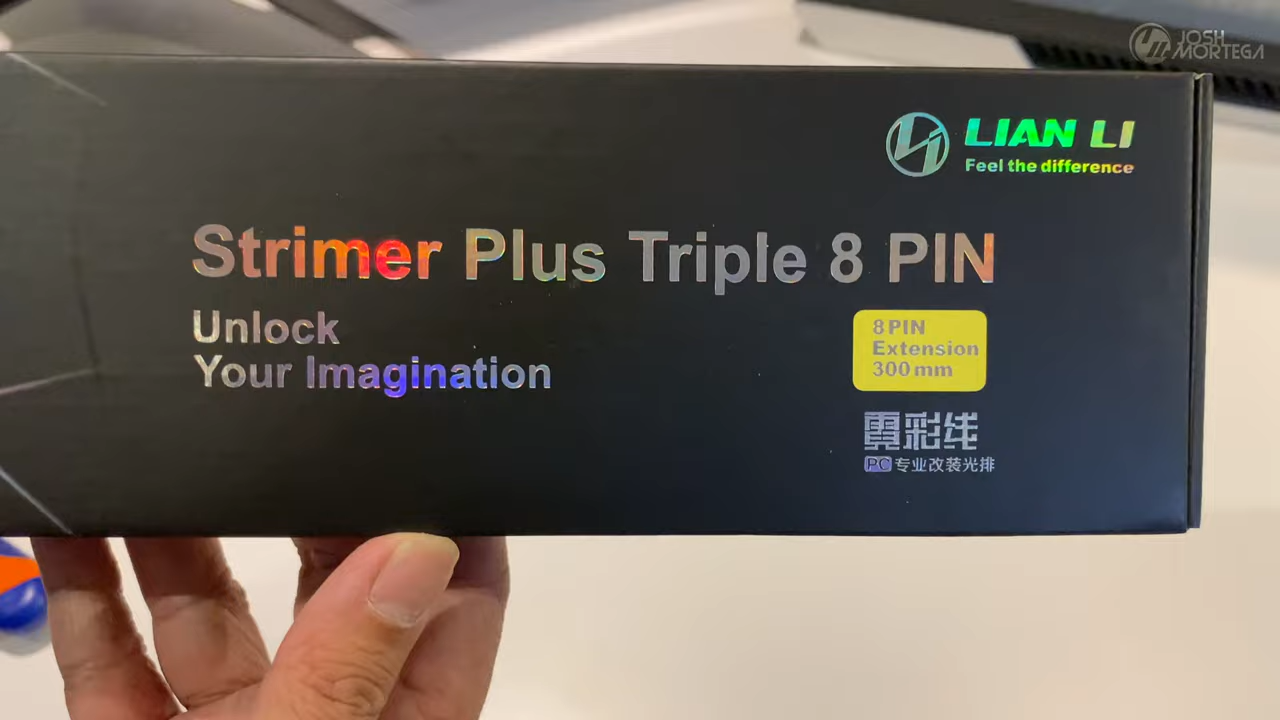 JOSH
MORTEGA
LIAN LI
Feel the difference
Strimer Plus Triple 8 PIN
Unlock
Your Imagination
8 PIN
Extension
300 mm
霓彩线
PC 专业改装光排